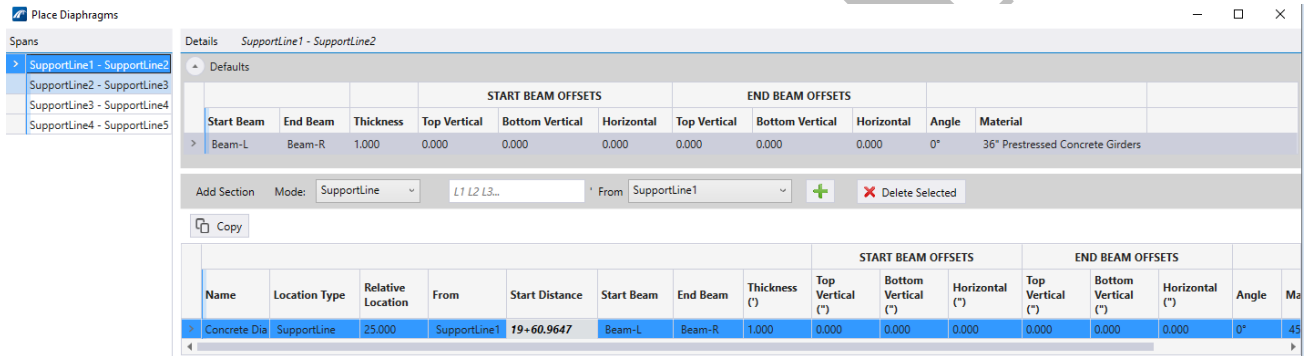 Place Diaphragms
Spans
SupportLine1 - SupportLine2
SupportLine2 - SupportLine3
SupportLine3 - SupportLine4
SupportLine4 - SupportLine5
Details SupportLine1 - SupportLine2
Defaults
START BEAM OFFSETS END BEAM OFFSETS
Start Beam End Beam Thickness Top Vertical Bottom Vertical Horizontal Top Vertical Bottom Vertical Horizontal Angle Material
Beam-L Beam-R 1.000 0.000 0.000 0.000 0.000 0.000 0.000 0° 36" Prestressed Concrete Girders
Add Section Mode: SupportLine L1 L2 L3... ' From SupportLine1 Delete Selected
Copy
START BEAM OFFSETS END BEAM OFFSETS
Name Location Type Relative Location From Start Distance Start Beam End Beam Thickness (') Top Vertical (") Bottom Vertical (") Horizontal (") Top Vertical (") Bottom Vertical (") Horizontal (") Angle Ma
Concrete Dia SupportLine 25.000 SupportLine1 19+60.9647 Beam-L Beam-R 1.000 0.000 0.000 0.000 0.000 0.000 0.000 0° 45